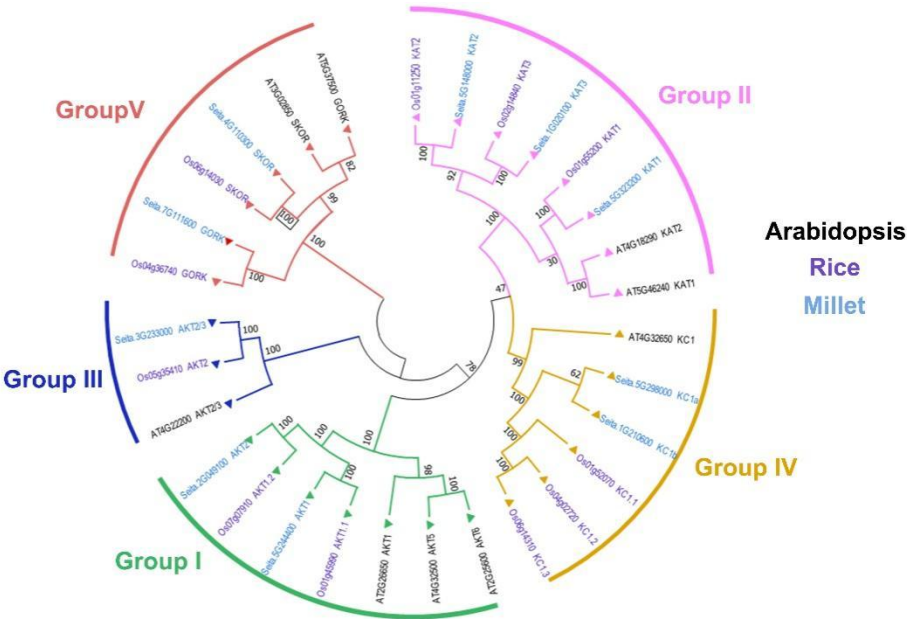 GroupV
AT5G37500 GORK
AT3G02850 SKOR
Seita.4G110300 SKOR
Os06g14030 SKOR
Seita.7G111600 GORK
Os04g36740 GORK
82
99
100
100
100
Group II
Os01g11250 KAT2
Seita.5G148000 KAT2
Os02g14840 KAT3
Seita.1G020100 KAT3
Os01g55200 KAT1
Seita.5G323200 KAT1
AT4G18290 KAT2
AT5G46240 KAT1
100
92
100
100
100
30
100
47
Arabidopsis
Rice
Millet
Group III
Seita.3G233000 AKT2/3
Os05g35410 AKT2
AT4G22200 AKT2/3
100
100
78
Group IV
AT4G32650 KC1
Seita.5G298000 KC1a
Seita.1G210600 KC1b
Os01g52070 KC1.1
Os04g02720 KC1.2
Os06g14310 KC1.3
99
62
100
100
100
Group I
Seita.2G049100 AKT2
Os07g07910 AKT1.2
Seita.5G244400 AKT1
Os01g45990 AKT1.1
AT2G26650 AKT1
AT4G32500 AKT5
AT2G25600 AKT6
100
100
100
100
98
100